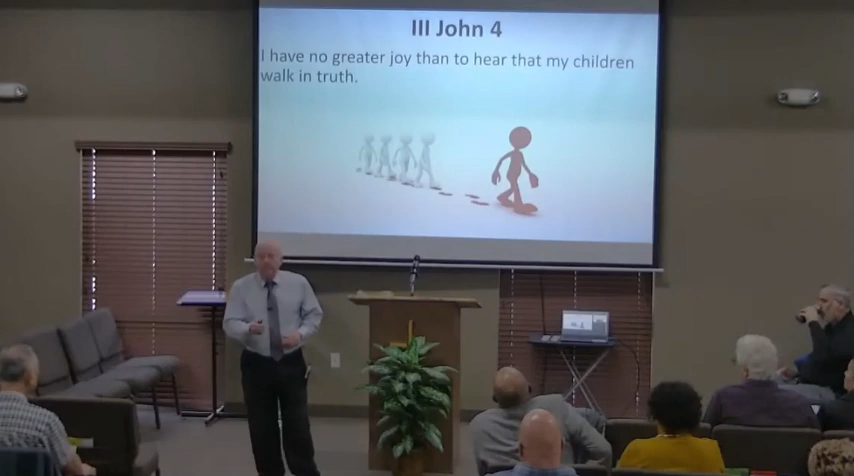 III John 4
I have no greater joy than to hear that my children
walk in truth.